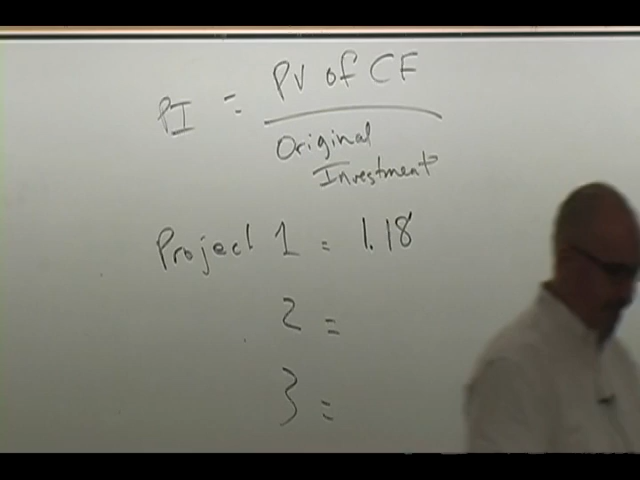 PI = PV of CF
Original
Investment
Project 1 = 1.18
2 =
3 =